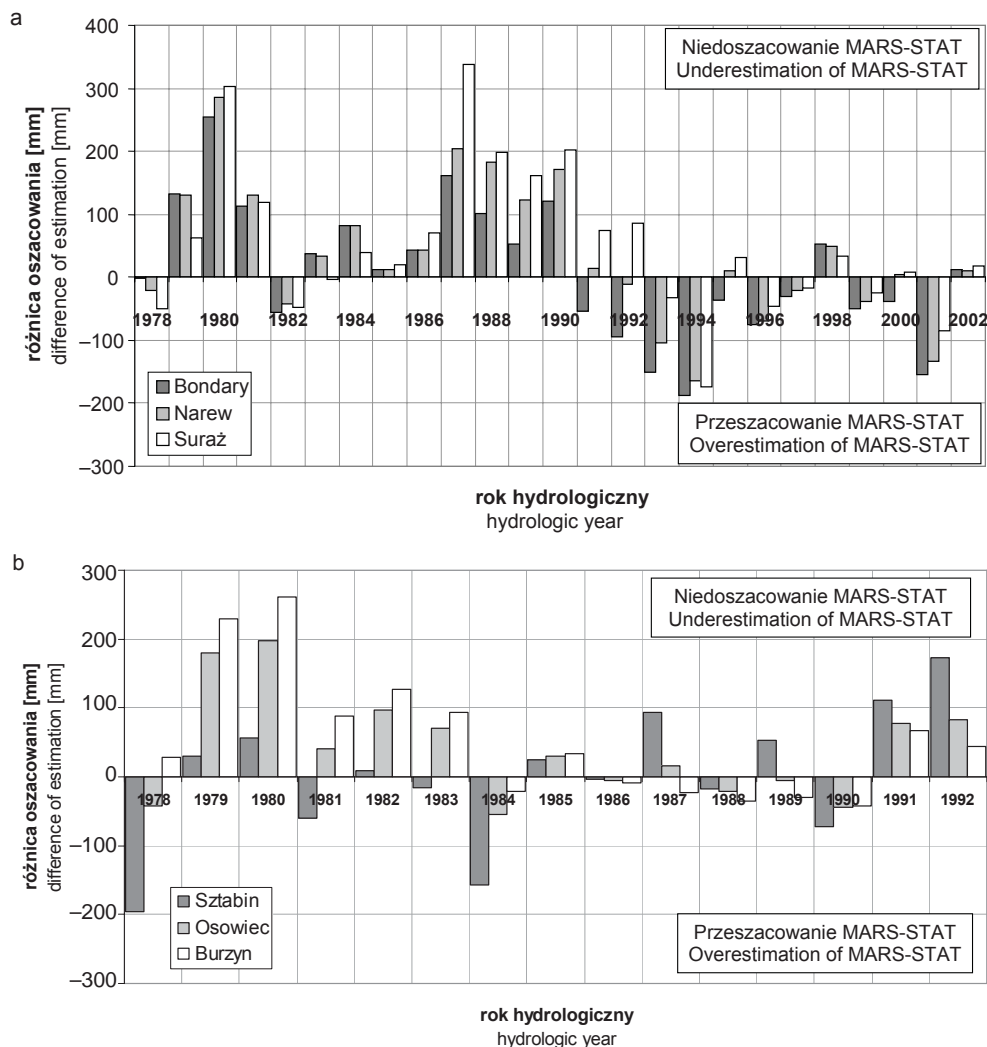 a
400
300
200
100
0
–100
–200
–300
różnica oszacowania [mm]
difference of estimation [mm]
Niedoszacowanie MARS-STAT
Underestimation of MARS-STAT
1978 1980 1982 1984 1986 1988 1990 1992 1994 1996 1998 2000 2002
Bondary
Narew
Suraż
Przeszacowanie MARS-STAT
Overestimation of MARS-STAT
rok hydrologiczny
hydrologic year
b
300
200
100
0
–100
–200
–300
różnica oszacowania [mm]
difference of estimation [mm]
Niedoszacowanie MARS-STAT
Underestimation of MARS-STAT
1978 1979 1980 1981 1982 1983 1984 1985 1986 1987 1988 1989 1990 1991 1992
Sztabin
Osowiec
Burzyn
Przeszacowanie MARS-STAT
Overestimation of MARS-STAT
rok hydrologiczny
hydrologic year